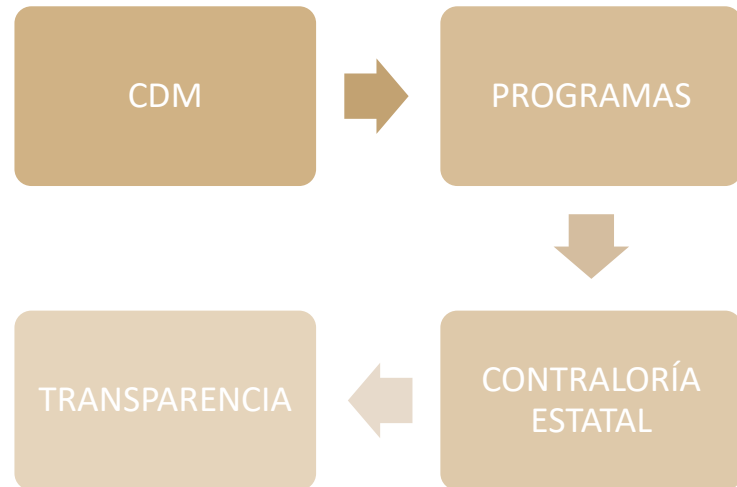 CDM
PROGRAMAS
CONTRALORÍA
ESTATAL
TRANSPARENCIA